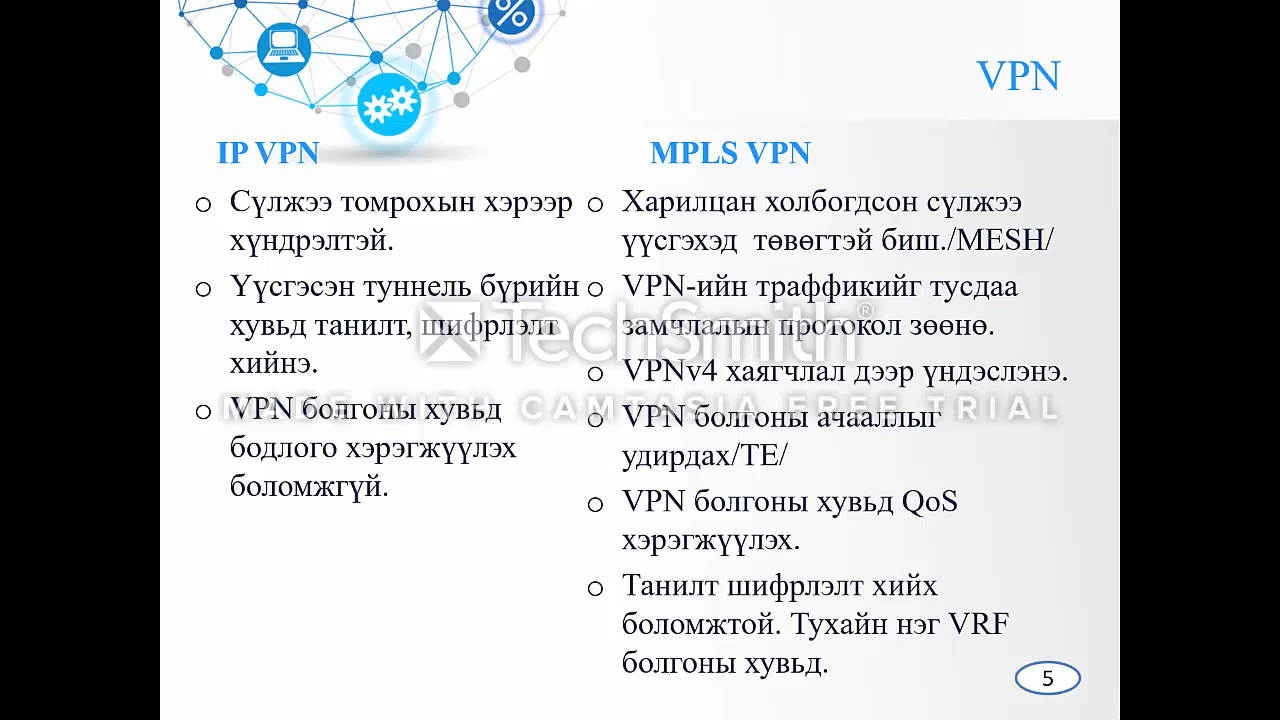 VPN
IP VPN
Сүлжээ томрохын хэрээр
хүндрэлтэй.
Үүсгэсэн туннель бүрийн
хувьд танилт, шифрлэлт
хийнэ.
VPN болгоны хувьд
бодлого хэрэгжүүлэх
боломжгүй.
MPLS VPN
Харилцан холбогдсон сүлжээ
үүсгэхэд төвөгтэй биш./MESH/
VPN-ийн траффикийг тусдаа
замчлалын протокол зөөнө.
VPNv4 хаягчлал дээр үндэслэнэ.
VPN болгоны ачааллыг
удирдах/TE/
VPN болгоны хувьд QoS
хэрэгжүүлэх.
Танилт шифрлэлт хийх
боломжтой. Тухайн нэг VRF
болгоны хувьд.
TechSmith®
MADE WITH CAMTASIA FREE TRIAL
5